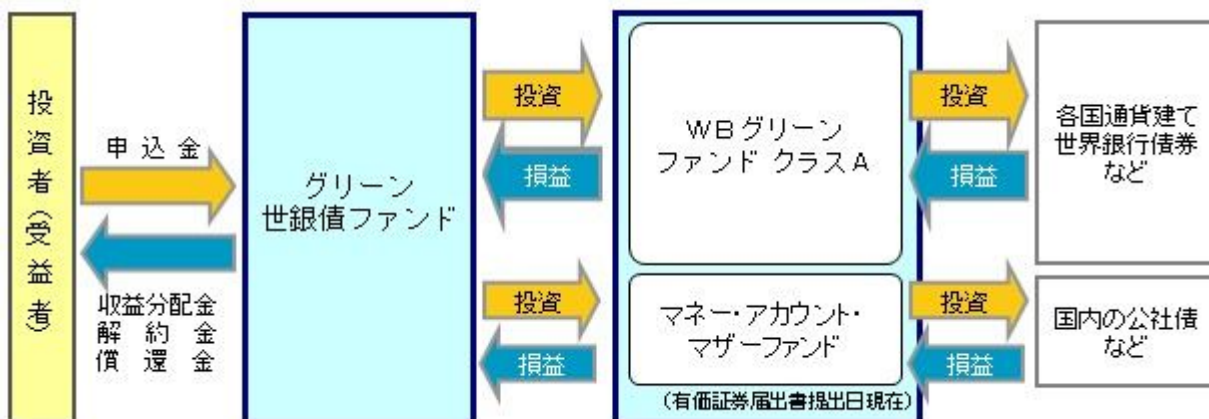 投資者(受益者)
申込金
収益分配金
解約金
償還金
グリーン
世銀債ファンド
投資
損益
投資
損益
WBグリーン
ファンド クラスA
マネー・アカウント・
マザーファンド
(有価証券届出書提出日現在)
投資
損益
投資
損益
各国通貨建て
世界銀行債券
など
国内の公社債
など